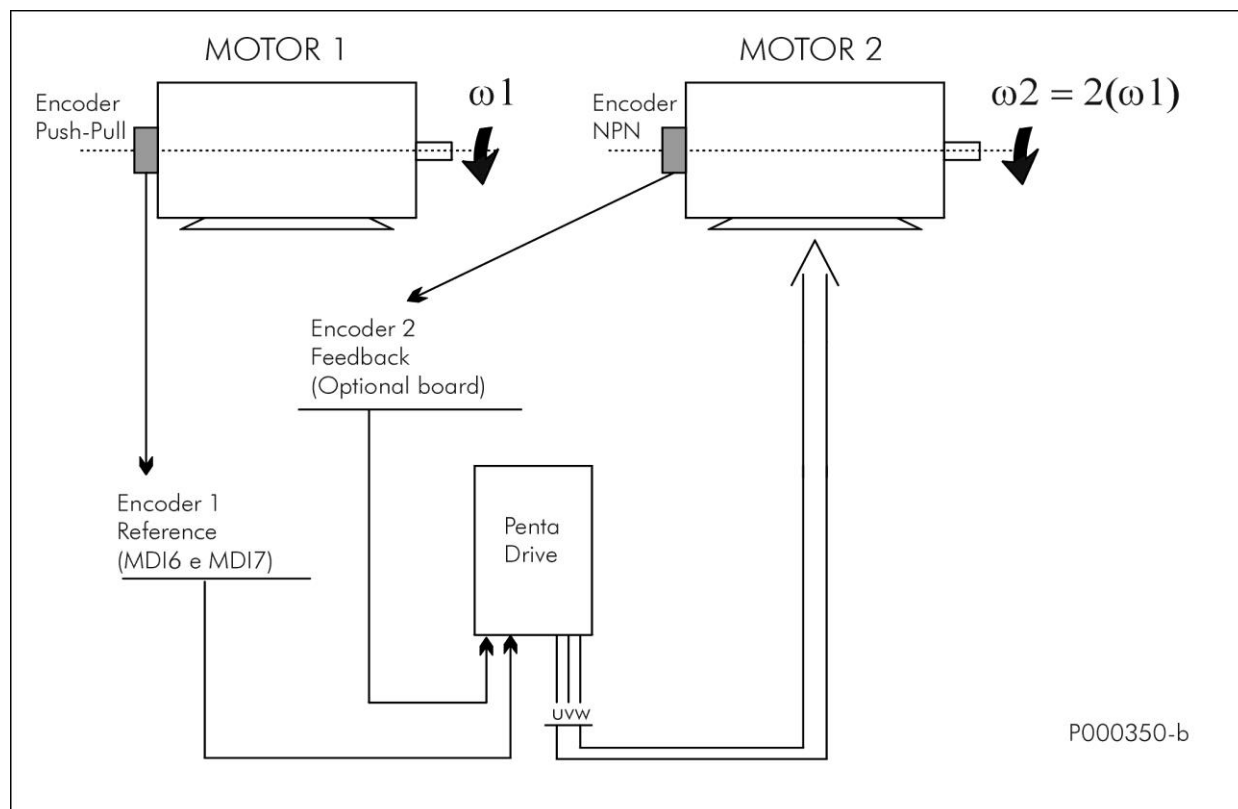 MOTOR 1
MOTOR 2
Encoder
Push-Pull
ω1
Encoder
NPN
ω2 = 2(ω1)
Encoder 2
Feedback
(Optional board)
Encoder 1
Reference
(MDI6 e MDI7)
Penta
Drive
UVW
P000350-b